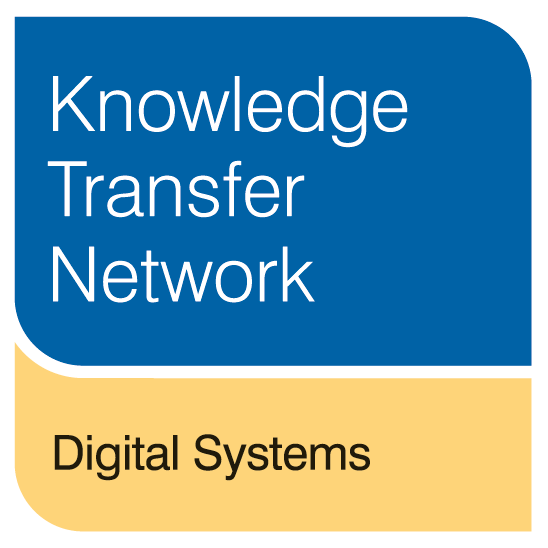 Knowledge
Transfer
Network
Digital Systems